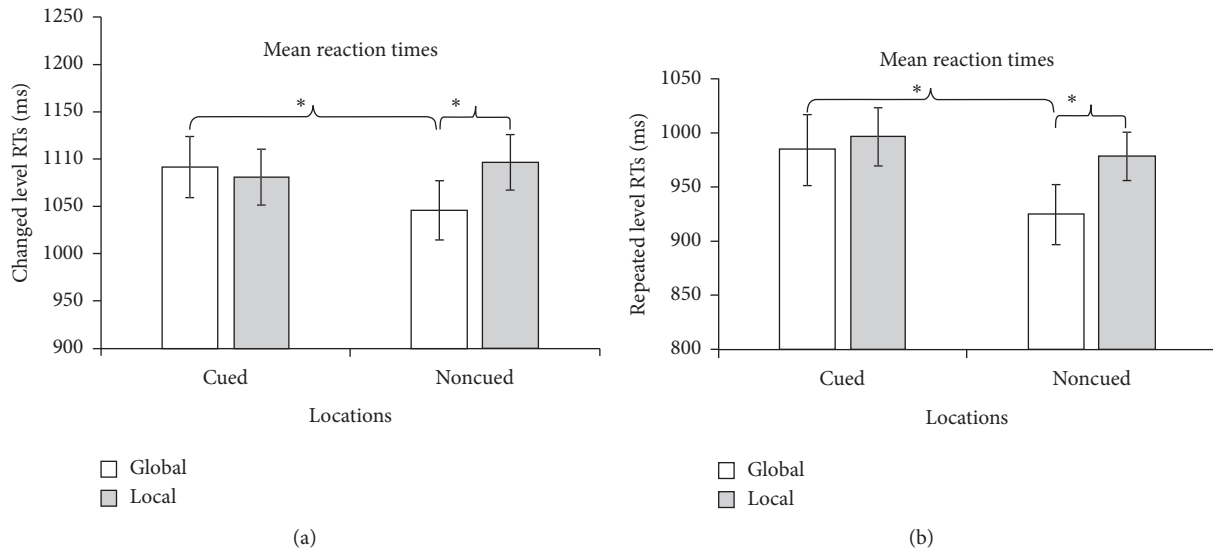 Mean reaction times
Changed level RTs (ms)
1250
1200
1150
1110
1050
1000
950
900
*
*
Cued
Noncued
Locations
Global
Local
(a)
Mean reaction times
Repeated level RTs (ms)
1050
1000
950
900
850
800
*
*
Cued
Noncued
Locations
Global
Local
(b)